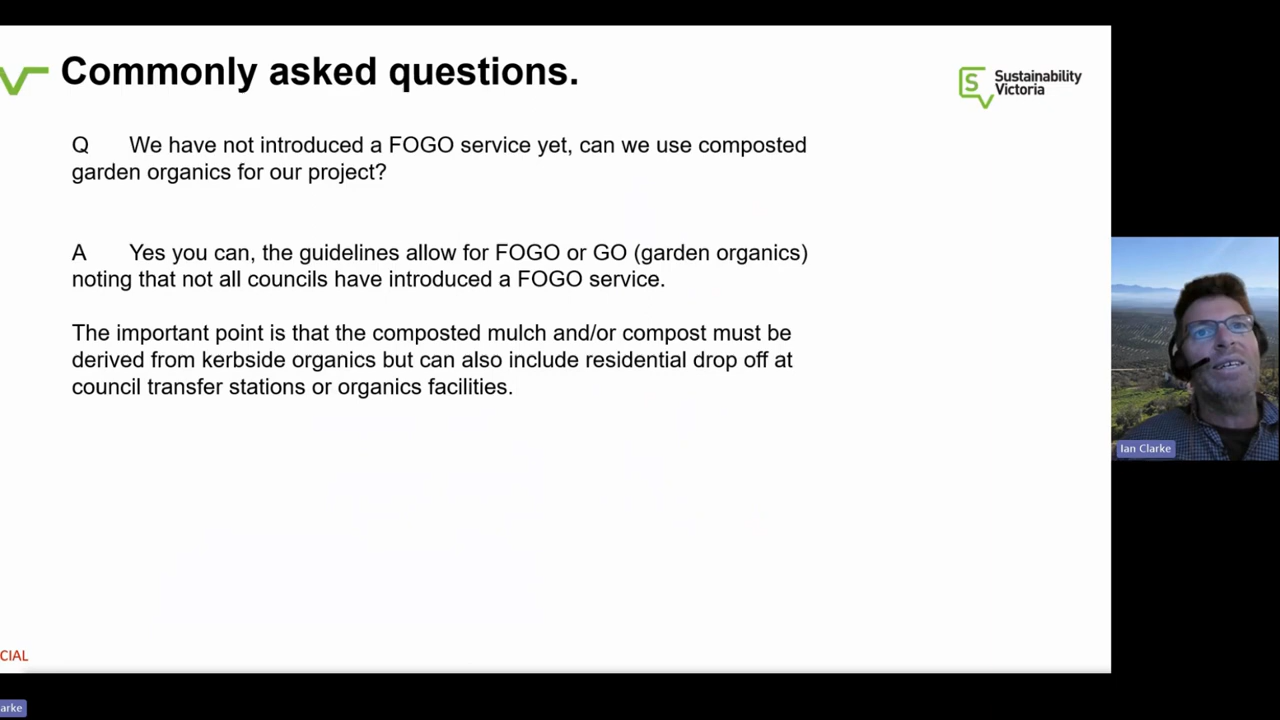 Commonly asked questions.
S Sustainability
Victoria
Q We have not introduced a FOGO service yet, can we use composted
garden organics for our project?
A Yes you can, the guidelines allow for FOGO or GO (garden organics)
noting that not all councils have introduced a FOGO service.
The important point is that the composted mulch and/or compost must be
derived from kerbside organics but can also include residential drop off at
council transfer stations or organics facilities.
Ian Clarke
CIAL
arke